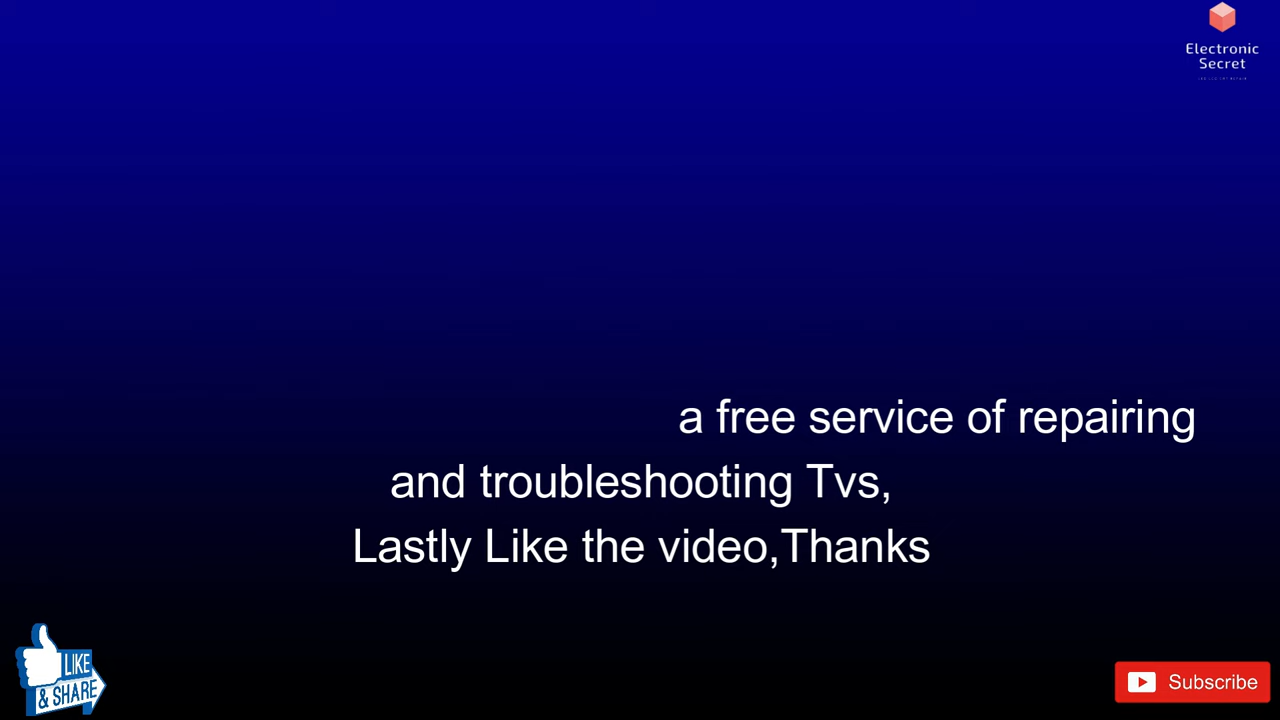 Electronic
Secret
a free service of repairing
and troubleshooting Tvs,
Lastly Like the video,Thanks
LIKE
& SHARE
Subscribe